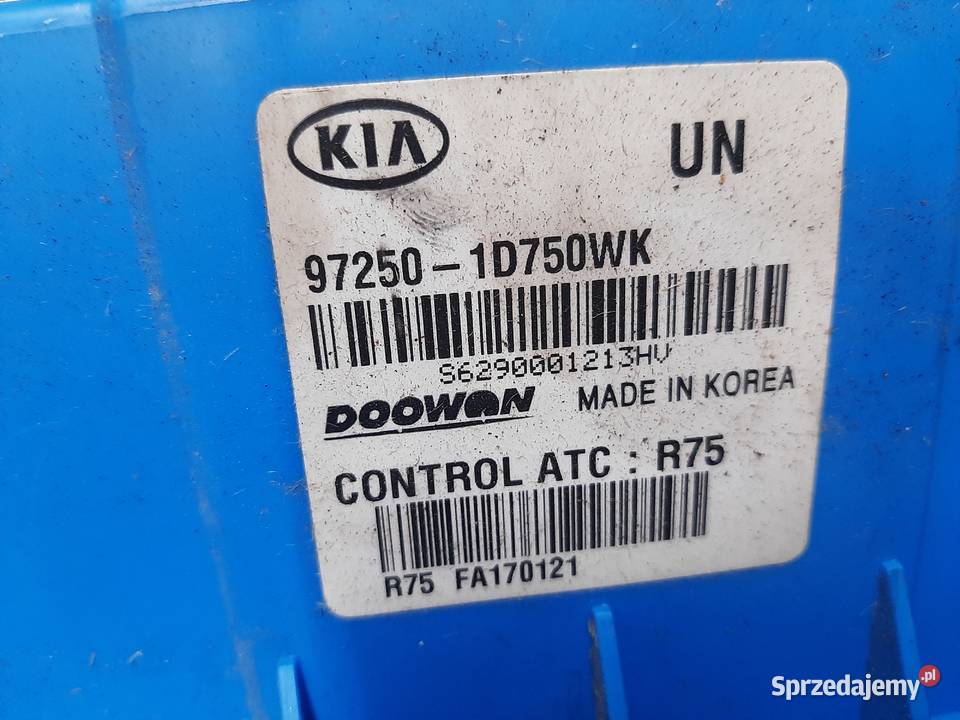 KIA
UN
97250-1D750WK
S6290001213HV
DOOWON MADE IN KOREA
CONTROL ATC : R75
R75 FA170121
Sprzedajemy.pl